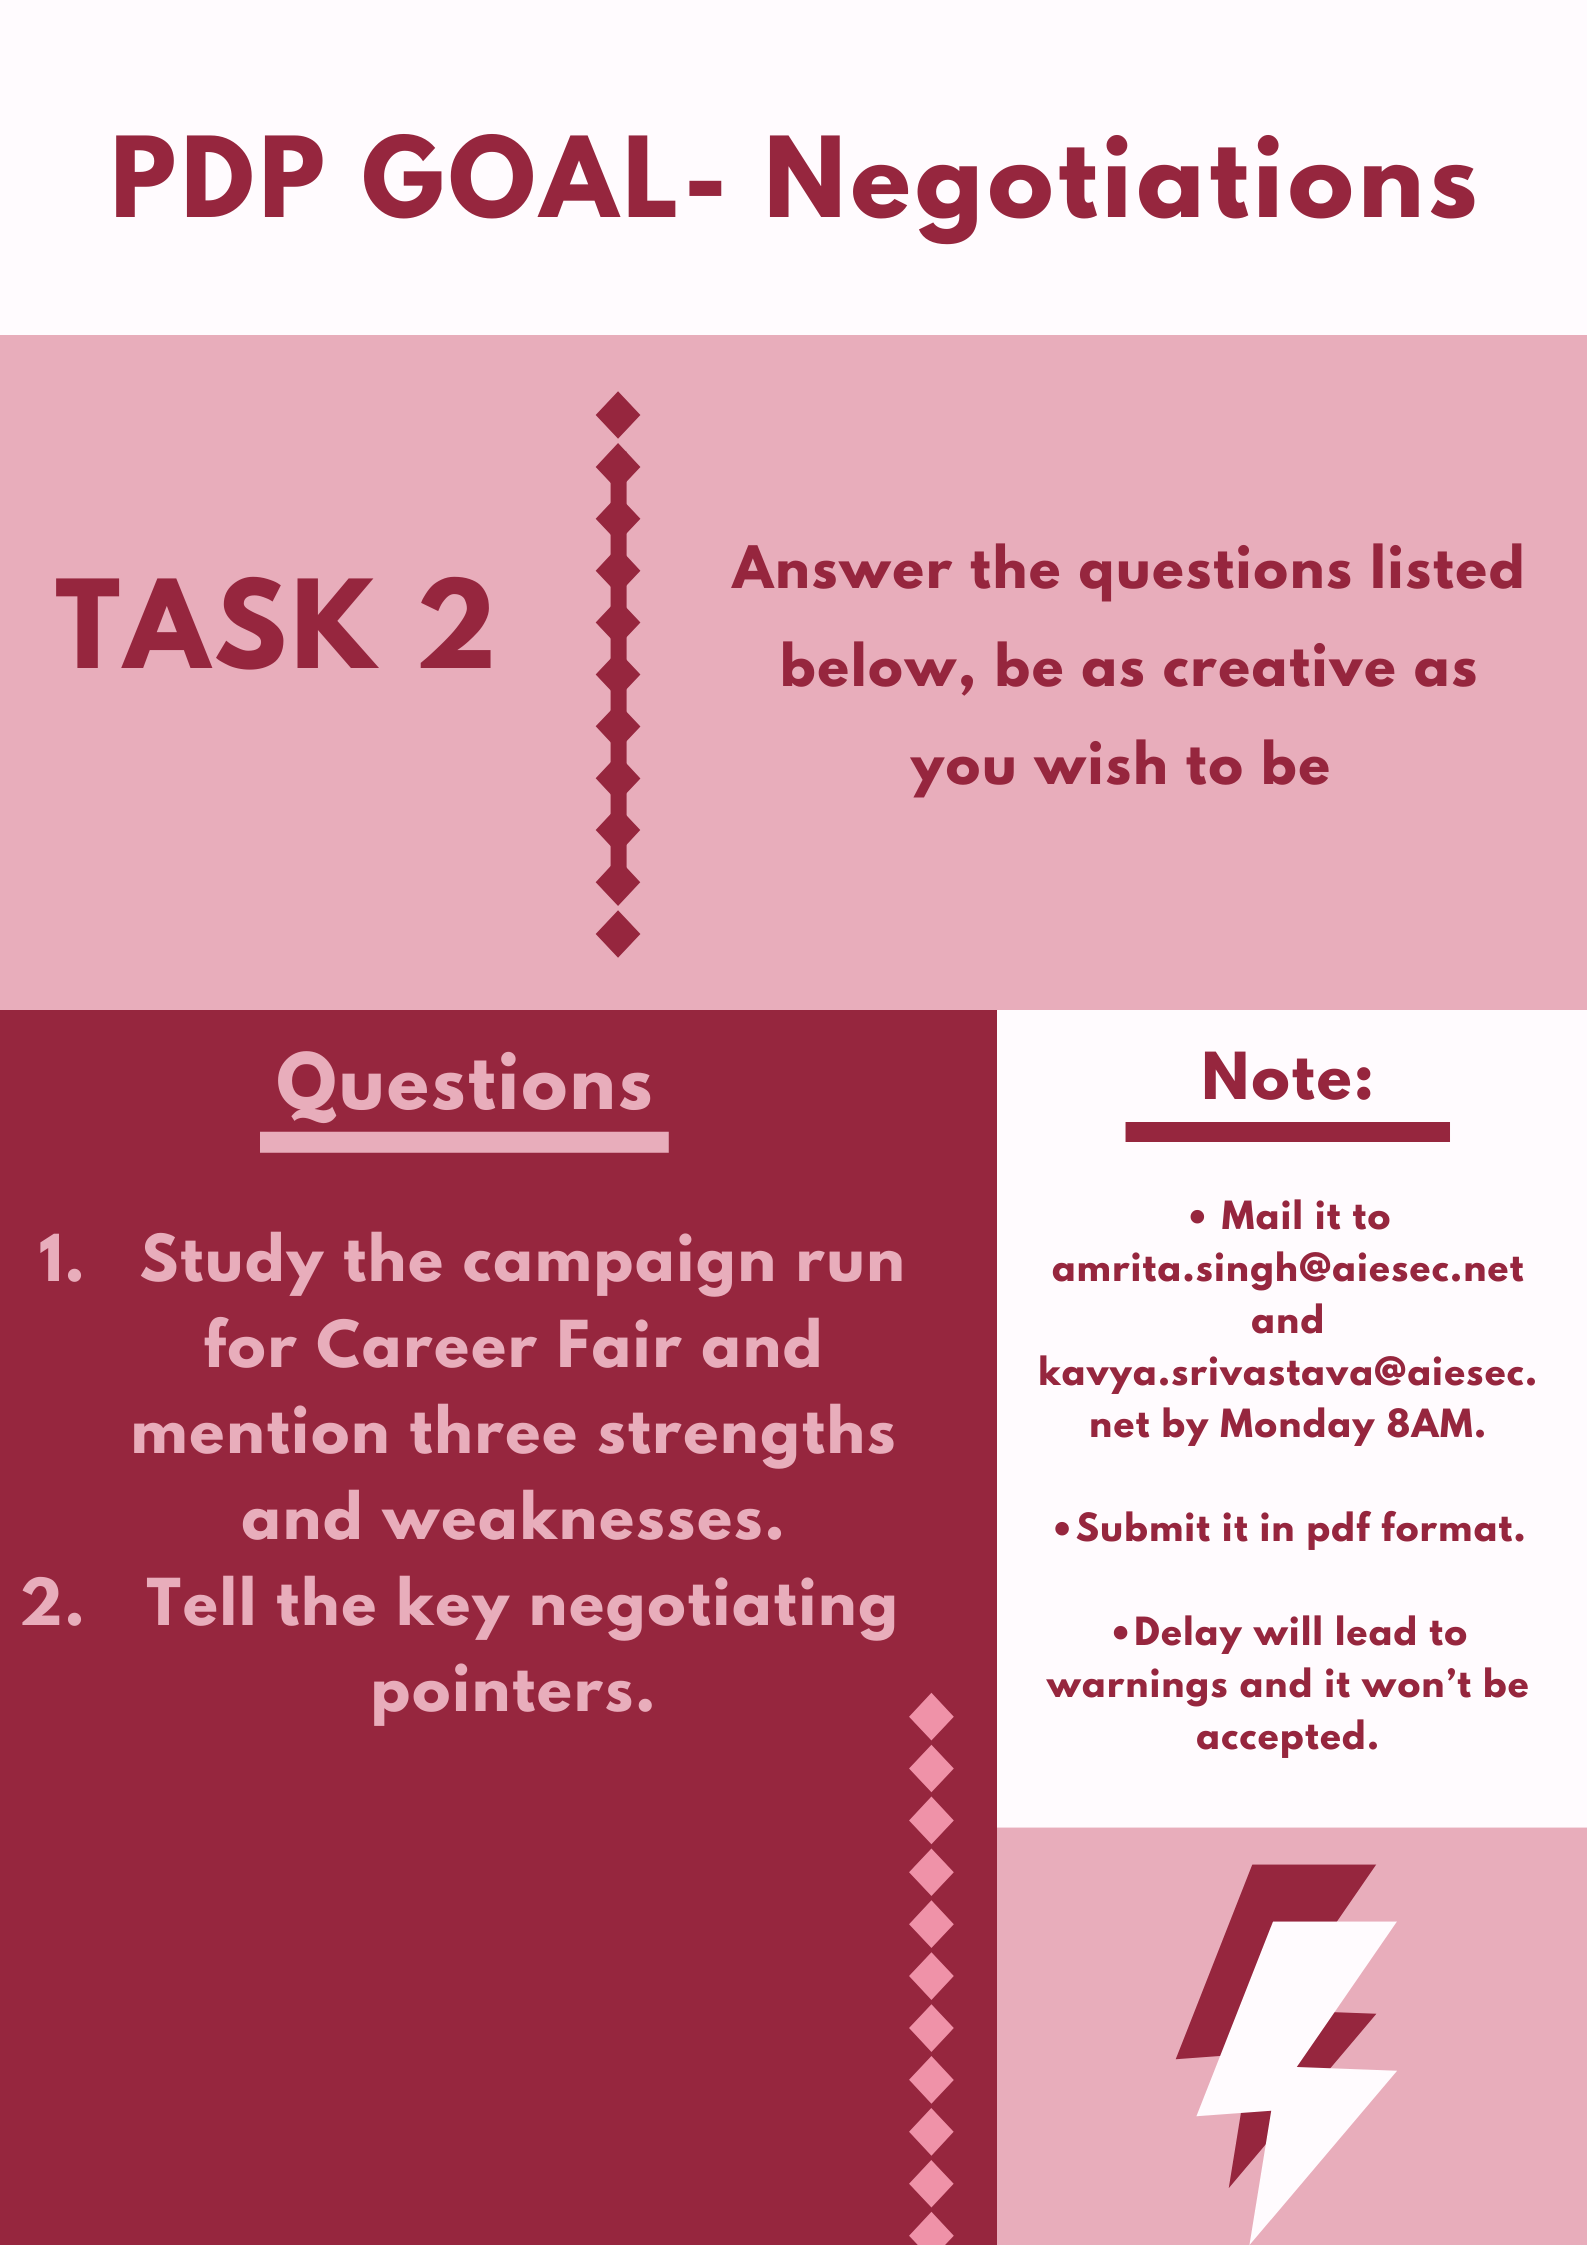 PDP GOAL- Negotiations
TASK 2
Answer the questions listed
below, be as creative as
you wish to be
Questions
1. Study the campaign run
for Career Fair and
mention three strengths
and weaknesses.
2. Tell the key negotiating
pointers.
Note:
• Mail it to
amrita.singh@aiesec.net
and
kavya.srivastava@aiesec.
net by Monday 8AM.
•Submit it in pdf format.
•Delay will lead to
warnings and it won’t be
accepted.